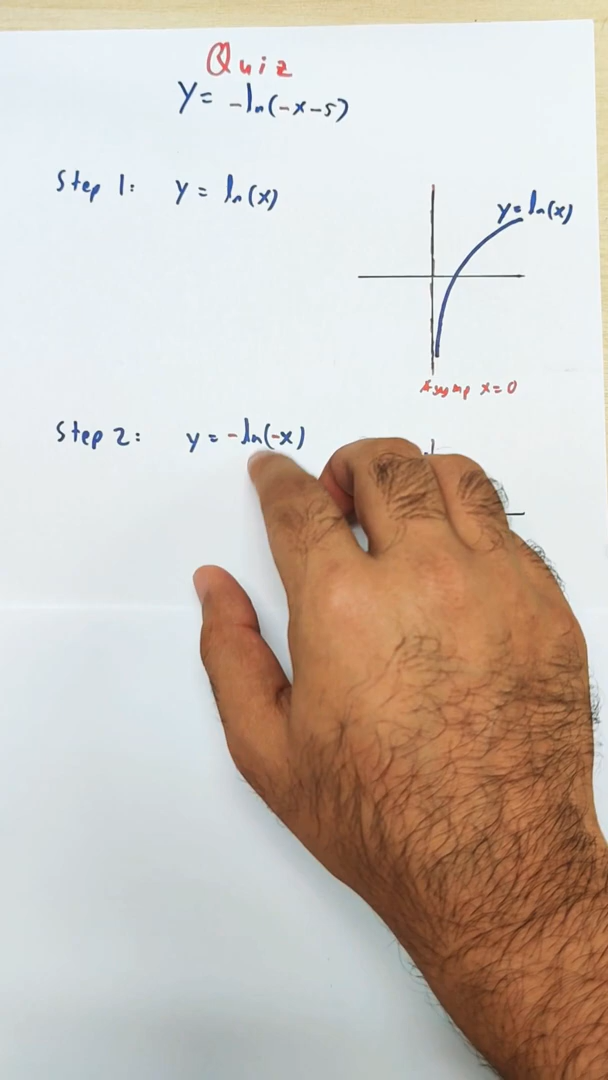 Quiz
y = -ln(-x-5)
Step 1: y = ln(x)
y = ln(x)
Asymp x=0
Step 2: y = -ln(-x)